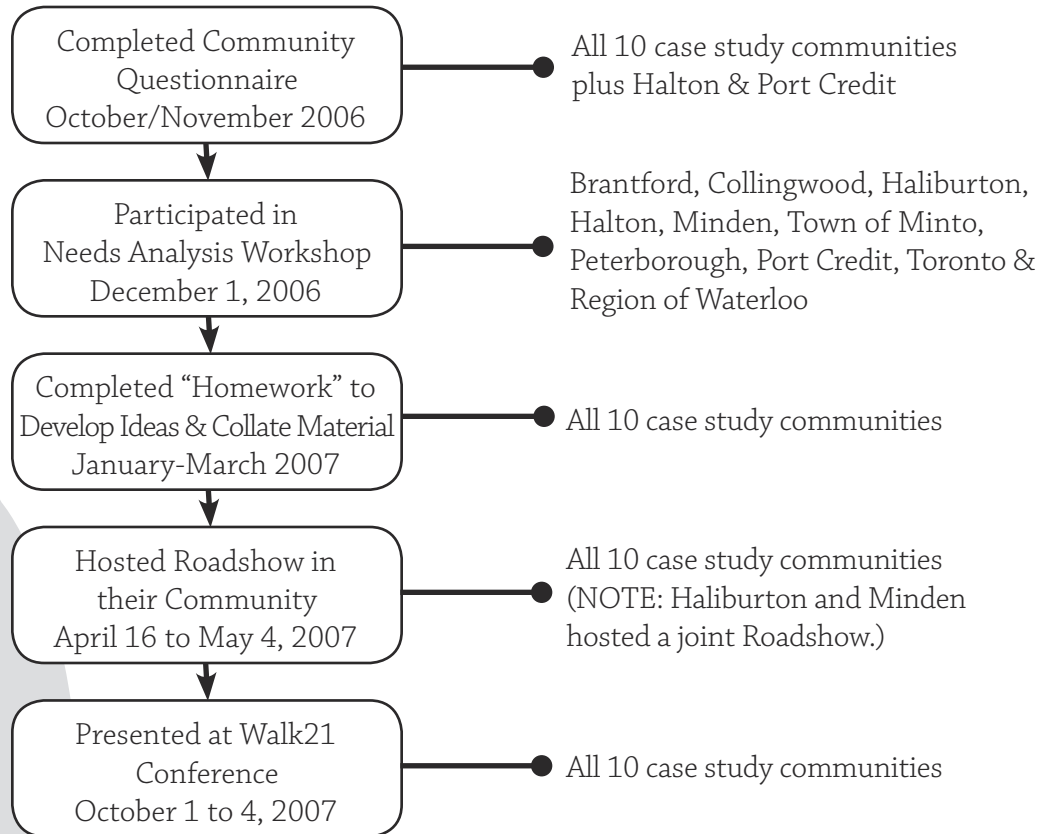 Completed Community
Questionnaire
October/November 2006
All 10 case study communities
plus Halton & Port Credit
Participated in
Needs Analysis Workshop
December 1, 2006
Brantford, Collingwood, Haliburton,
Halton, Minden, Town of Minto,
Peterborough, Port Credit, Toronto &
Region of Waterloo
Completed “Homework” to
Develop Ideas & Collate Material
January-March 2007
All 10 case study communities
Hosted Roadshow in
their Community
April 16 to May 4, 2007
All 10 case study communities
(NOTE: Haliburton and Minden
hosted a joint Roadshow.)
Presented at Walk21
Conference
October 1 to 4, 2007
All 10 case study communities